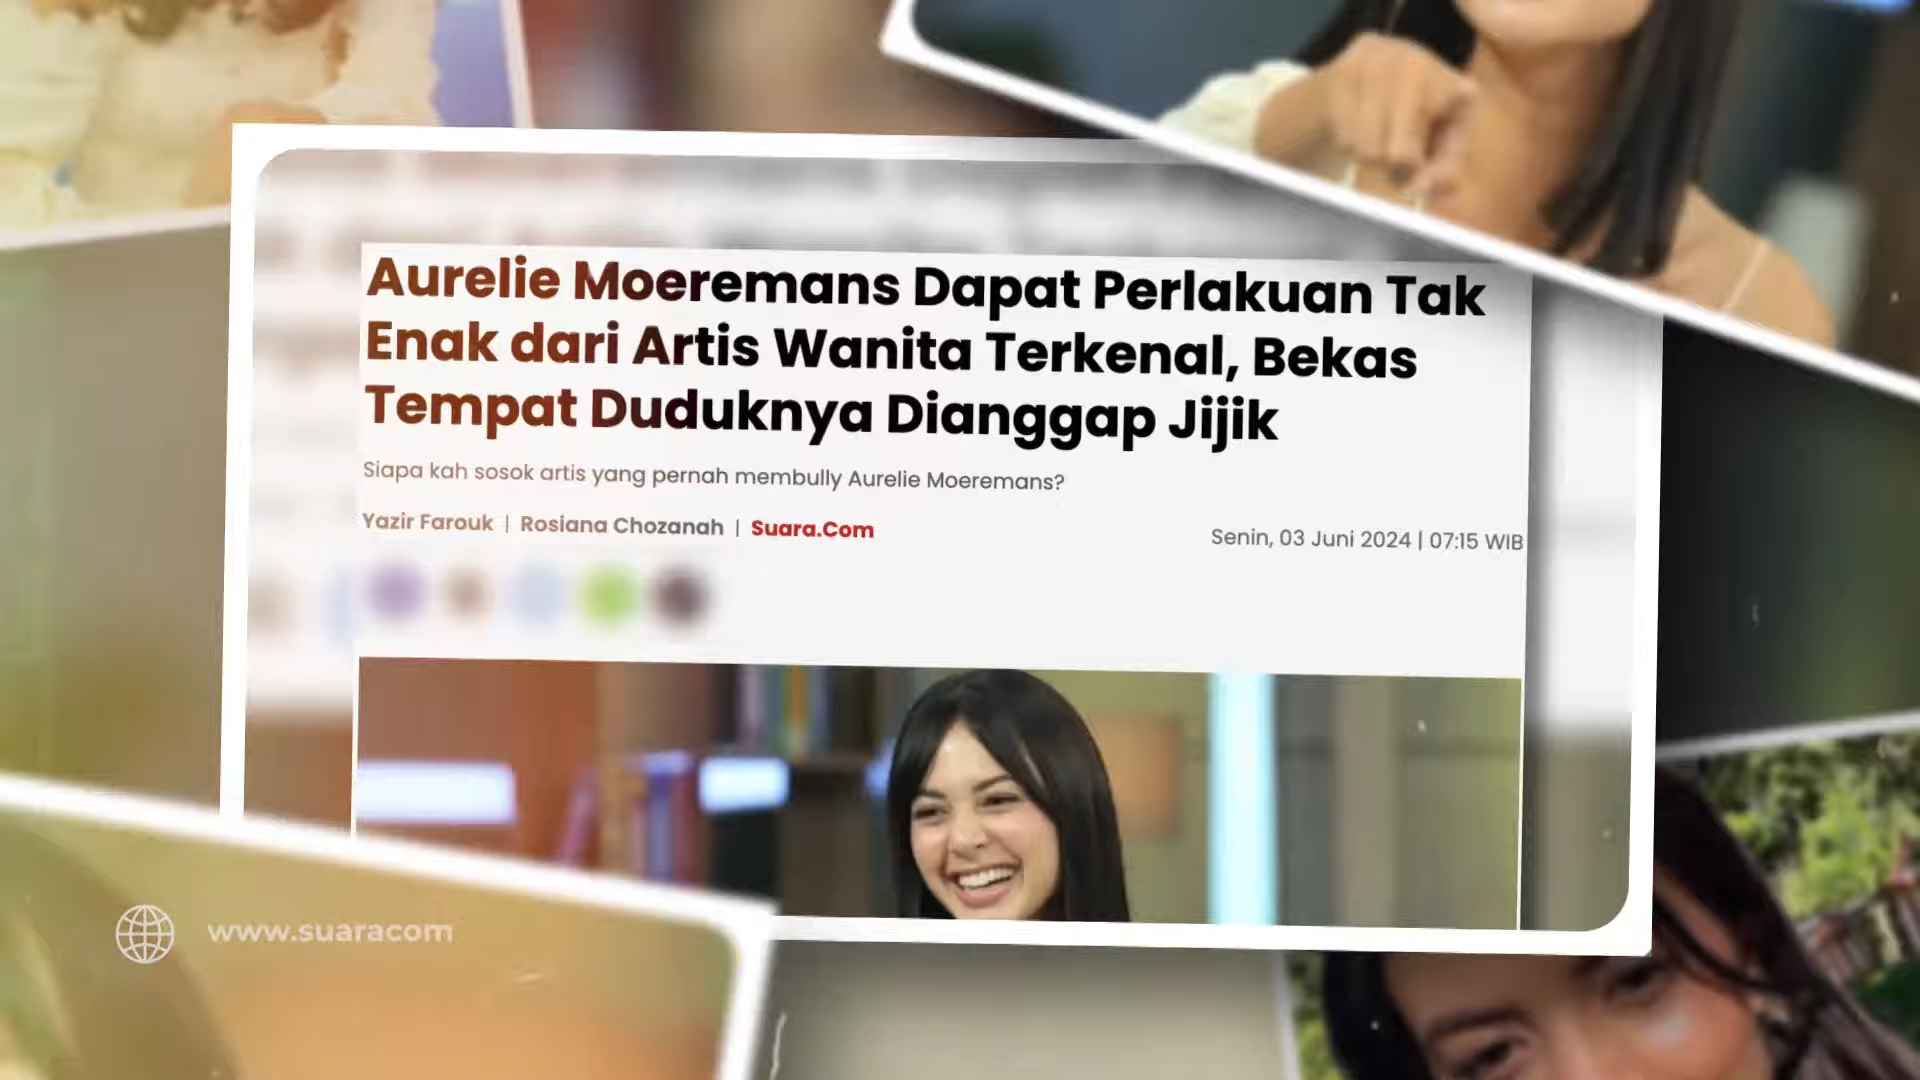 Aurelie Moeremans Dapat Perlakuan Tak
Enak dari Artis Wanita Terkenal, Bekas
Tempat Duduknya Dianggap Jijik
Siapa kah sosok artis yang pernah membully Aurelie Moeremans?
Yazir Farouk | Rosiana Chozanah | Suara.Com
Senin, 03 Juni 2024 | 07:15 WIB
www.suaracom